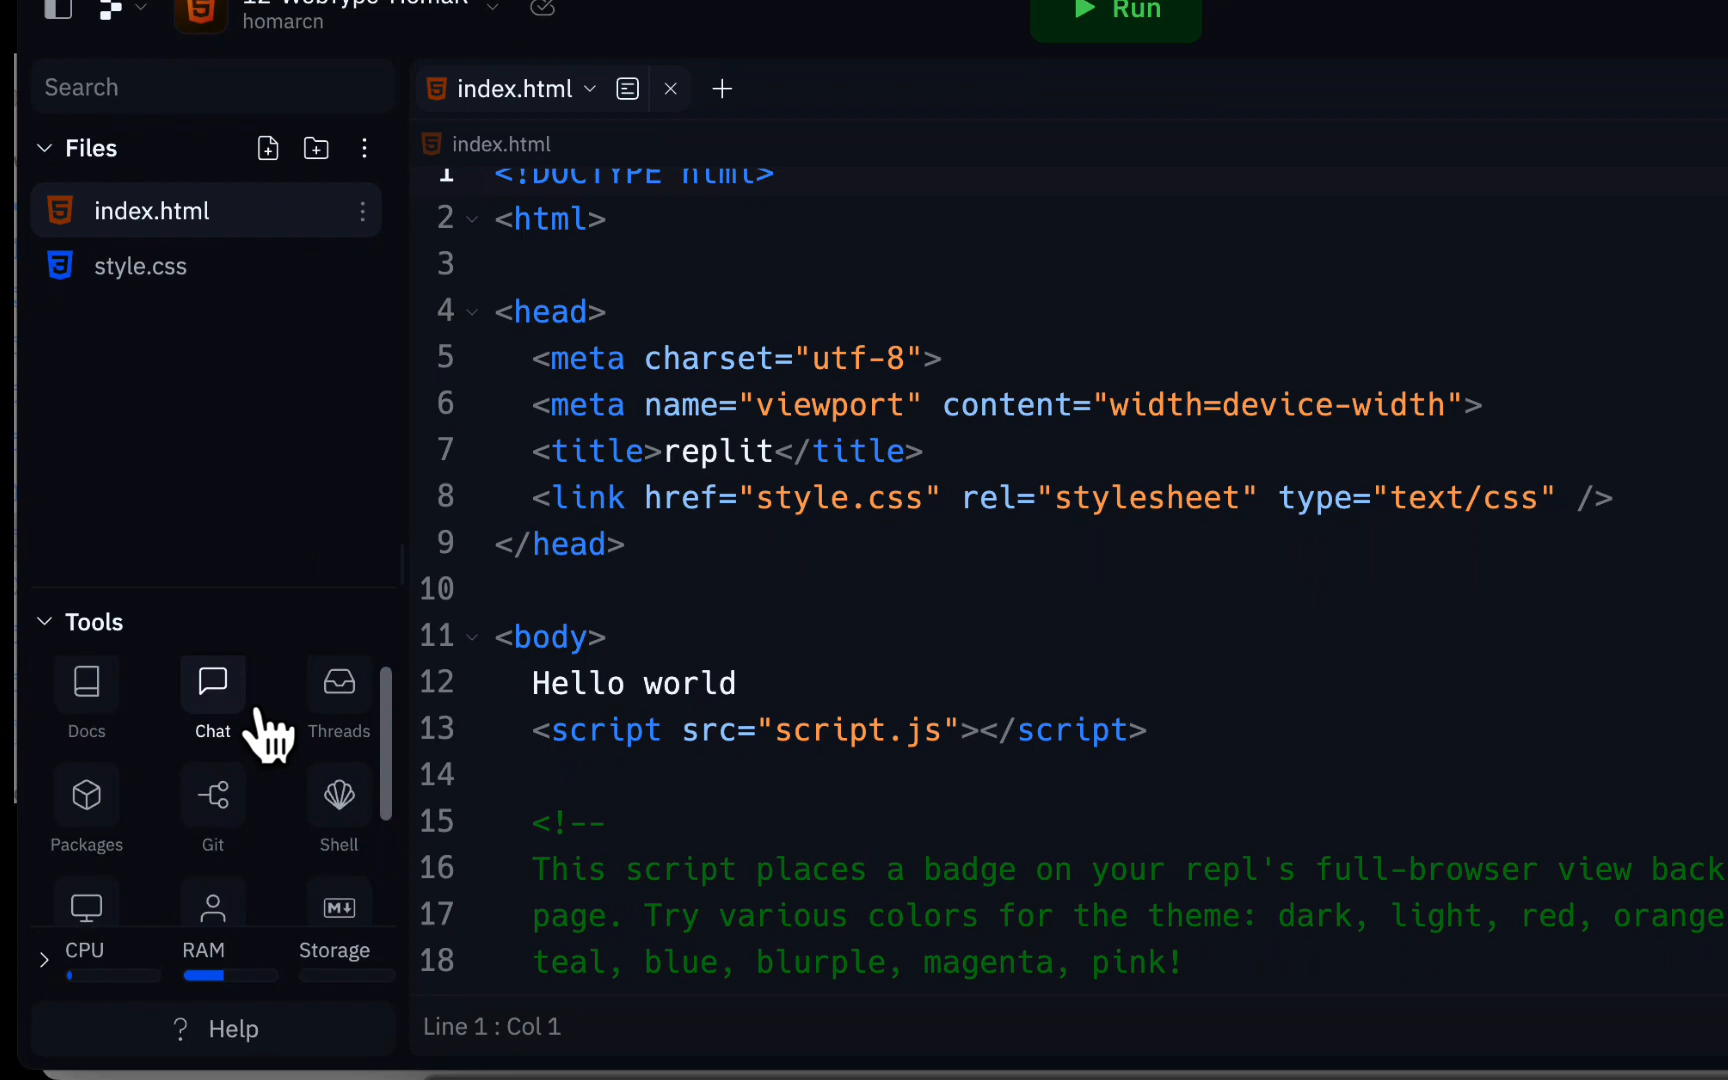 homarcn
Run
Search
index.html
Files
index.html
index.html
style.css
1 <!DOCTYPE html>
2 <html>
3
4 <head>
5 <meta charset="utf-8">
6 <meta name="viewport" content="width=device-width">
7 <title>replit</title>
8 <link href="style.css" rel="stylesheet" type="text/css" />
9 </head>
10
11 <body>
12 Hello world
13 <script src="script.js"></script>
14
15 <!--
16 This script places a badge on your repl's full-browser view back
17 page. Try various colors for the theme: dark, light, red, orange
18 teal, blue, blurple, magenta, pink!
Tools
Docs Chat Threads
Packages Git Shell
CPU RAM Storage
? Help
Line 1 : Col 1